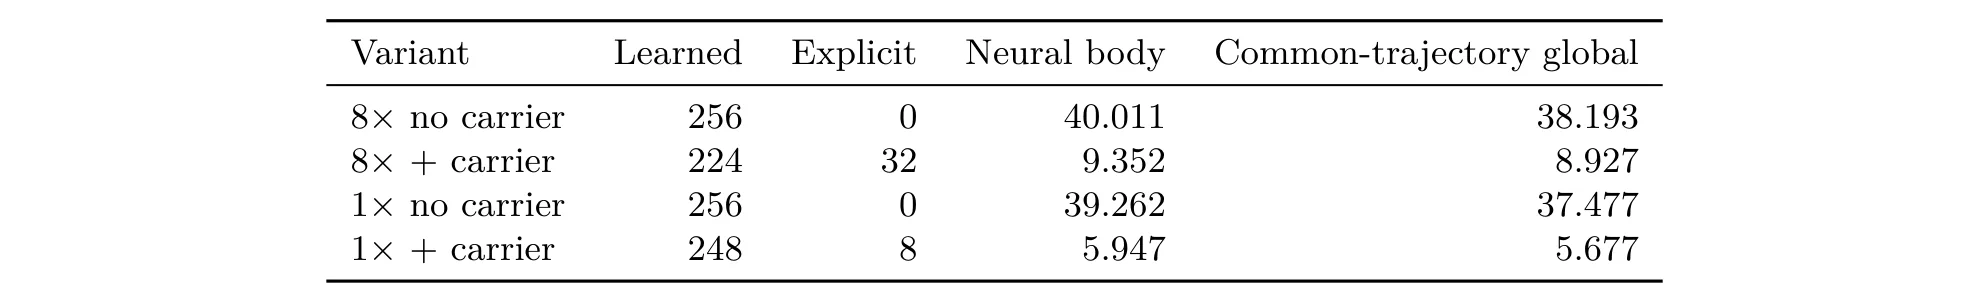 Variant Learned Explicit Neural body Common-trajectory global
8× no carrier 256 0 40.011 38.193
8× + carrier 224 32 9.352 8.927
1× no carrier 256 0 39.262 37.477
1× + carrier 248 8 5.947 5.677